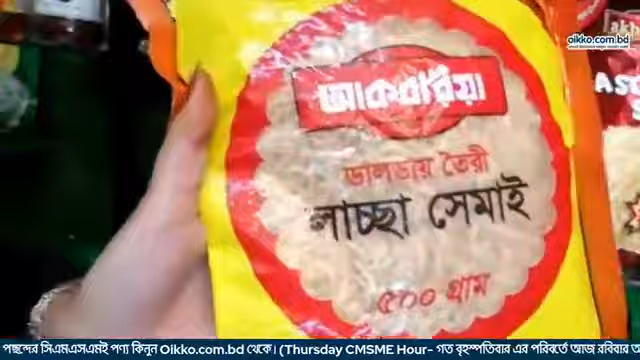 oikko.com.bd
আকবরিয়া
ডালডায় তৈরী
লাচ্ছা সেমাই
৫০০ গ্রাম
পছন্দের সিএমএসএমই পণ্য কিনুন Oikko.com.bd থেকে। (Thursday CMSME Hour- গত বৃহস্পতিবার এর পরিবর্তে আজ রবিবার